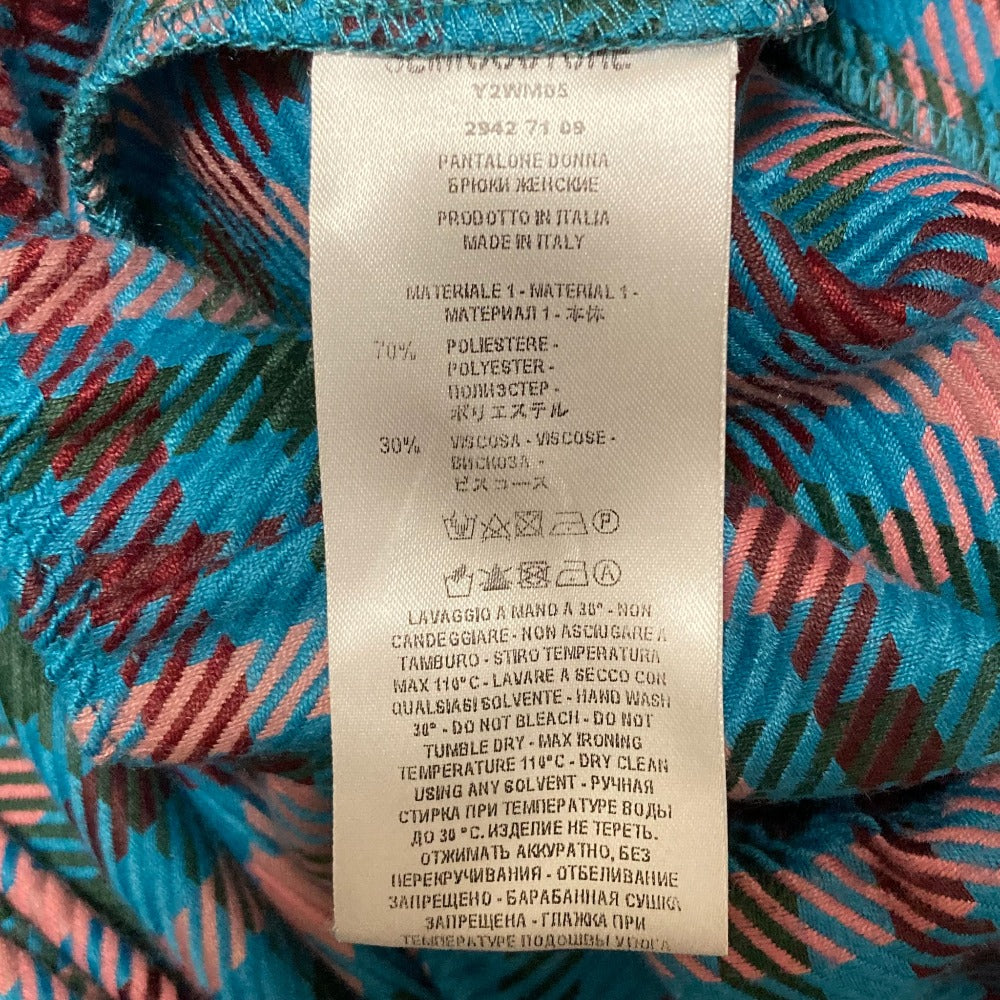 Y2WM05
2942 71 09
PANTALONE DONNA
БРЮКИ ЖЕНСКИЕ
PRODOTTO IN ITALIA
MADE IN ITALY
MATERIALE 1 - MATERIAL 1 -
МАТЕРИАЛ 1 - 本体
70% POLIESTERE -
POLYESTER -
ПОЛИЭСТЕР -
ポリエステル
30% VISCOSA - VISCOSE -
ВИСКОЗА -
ビスコース
P
A
LAVAGGIO A MANO A 30° - NON
CANDEGGIARE - NON ASCIUGARE A
TAMBURO - STIRO TEMPERATURA
MAX 110°C - LAVARE A SECCO CON
QUALSIASI SOLVENTE - HAND WASH
30° - DO NOT BLEACH - DO NOT
TUMBLE DRY - MAX IRONING
TEMPERATURE 110°C - DRY CLEAN
USING ANY SOLVENT - РУЧНАЯ
СТИРКА ПРИ ТЕМПЕРАТУРЕ ВОДЫ
ДО 30 °С. ИЗДЕЛИЕ НЕ ТЕРЕТЬ.
ОТЖИМАТЬ АККУРАТНО, БЕЗ
ПЕРЕКРУЧИВАНИЯ - ОТБЕЛИВАНИЕ
ЗАПРЕЩЕНО - БАРАБАННАЯ СУШКА
ЗАПРЕЩЕНА - ГЛАЖКА ПРИ
ТЕМПЕРАТУРЕ ПОДОШВЫ УТЮГА